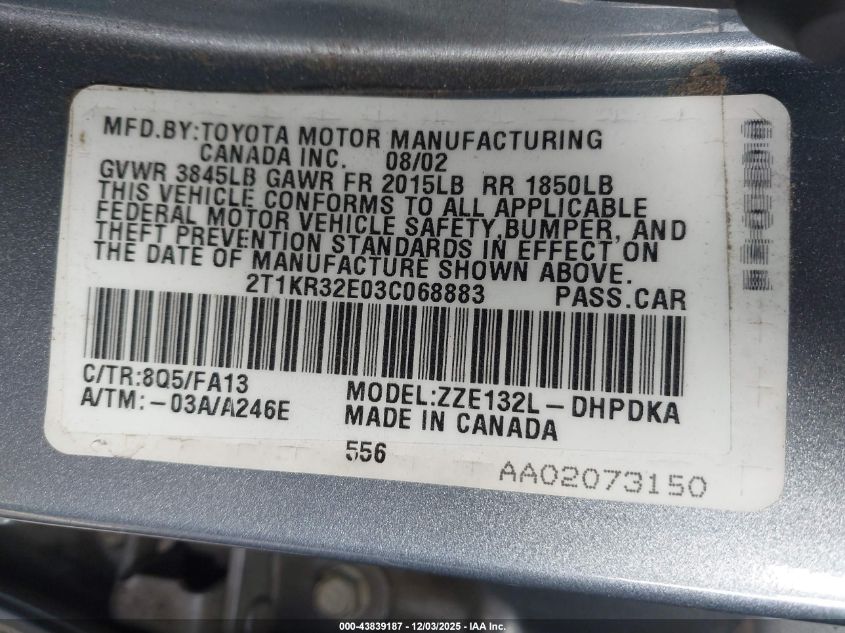 MFD.BY:TOYOTA MOTOR MANUFACTURING
CANADA INC. 08/02
GVWR 3845LB GAWR FR 2015LB RR 1850LB
THIS VEHICLE CONFORMS TO ALL APPLICABLE
FEDERAL MOTOR VEHICLE SAFETY,BUMPER, AND
THEFT PREVENTION STANDARDS IN EFFECT ON
THE DATE OF MANUFACTURE SHOWN ABOVE.
2T1KR32E03C068883 PASS.CAR
C/TR:8Q5/FA13 MODEL:ZZE132L-DHPDKA
A/TM:-03A/A246E MADE IN CANADA
556
AA02073150
000-43839187 - 12/03/2025 - IAA Inc.